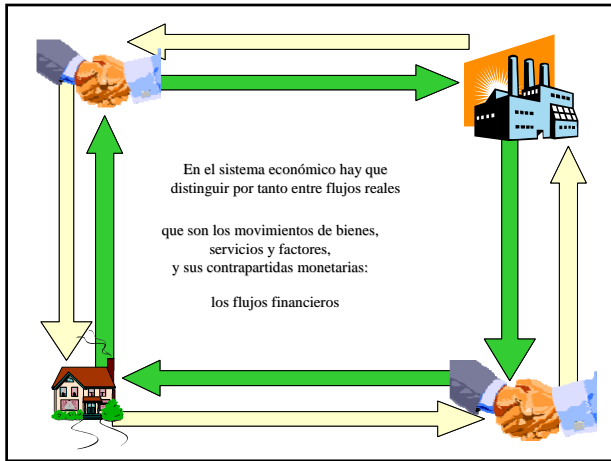 En el sistema económico hay que
distinguir por tanto entre flujos reales
que son los movimientos de bienes,
servicios y factores,
y sus contrapartidas monetarias:
los flujos financieros